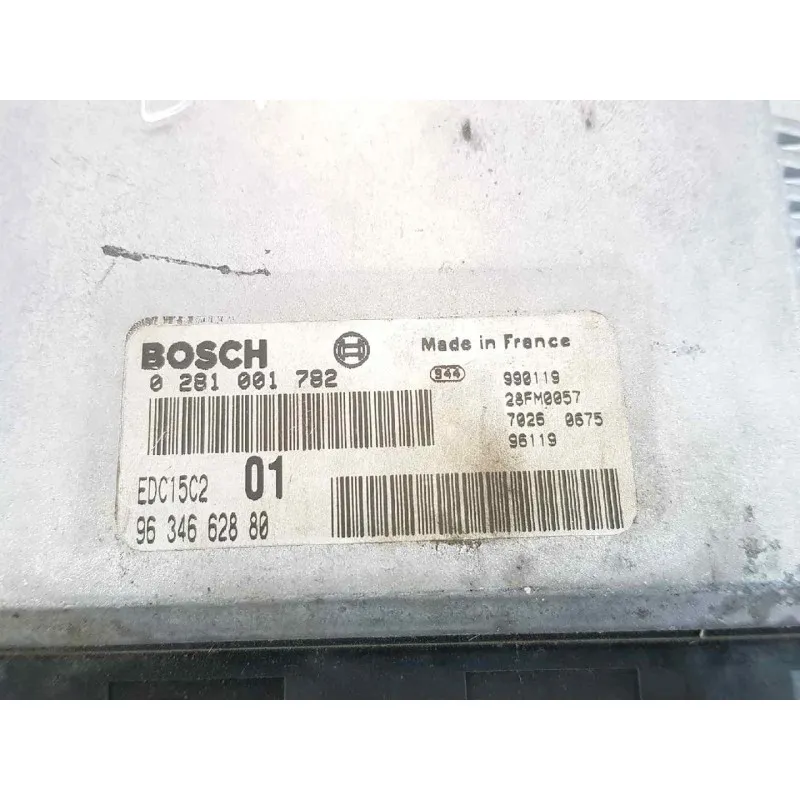 BOSCH
Made in France
0 281 001 782
944
990119
28FM0057
7026 0675
96119
EDC15C2 01
96 346 628 80